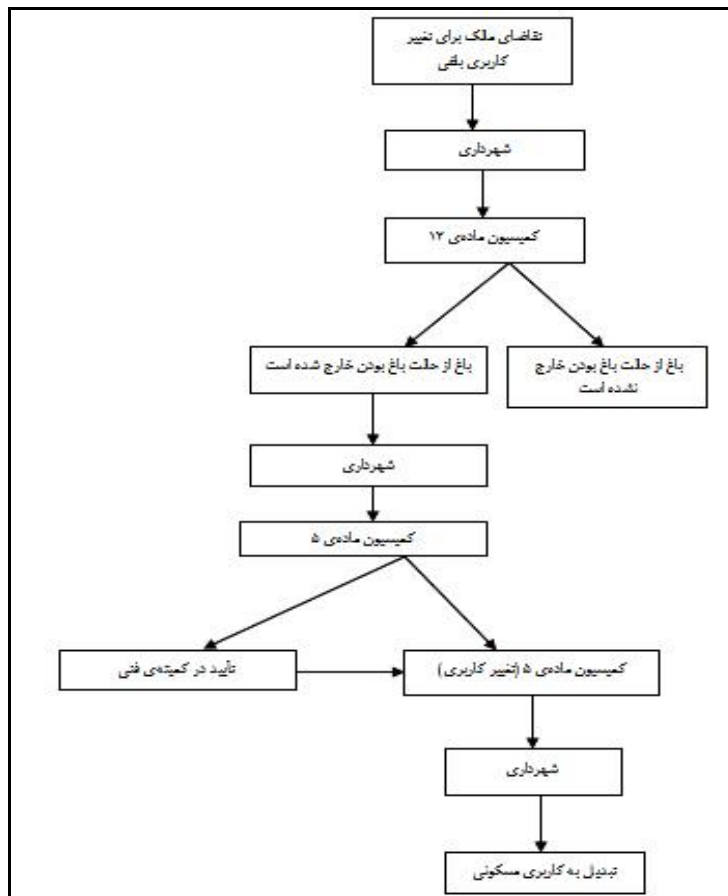 تقاضای مالک برای تغییر
کاربری باغی
شهرداری
کمیسیون ماده‌ی ۱۲
باغ از حالت باغ بودن خارج شده است
باغ از حالت باغ بودن خارج
نشده است
شهرداری
کمیسیون ماده‌ی ۵
تأیید در کمیته‌ی فنی
کمیسیون ماده‌ی ۵ (تغییر کاربری)
شهرداری
تبدیل به کاربری مسکونی